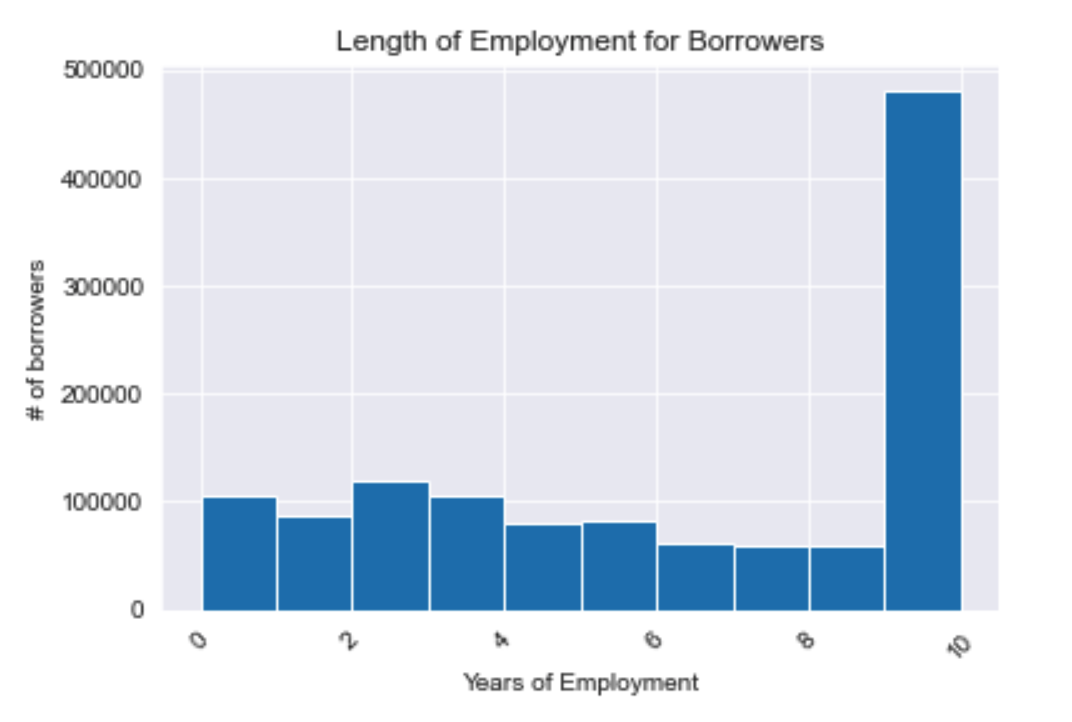 Length of Employment for Borrowers
500000
400000
300000
200000
100000
0
# of borrowers
0 2 4 6 8 10
Years of Employment